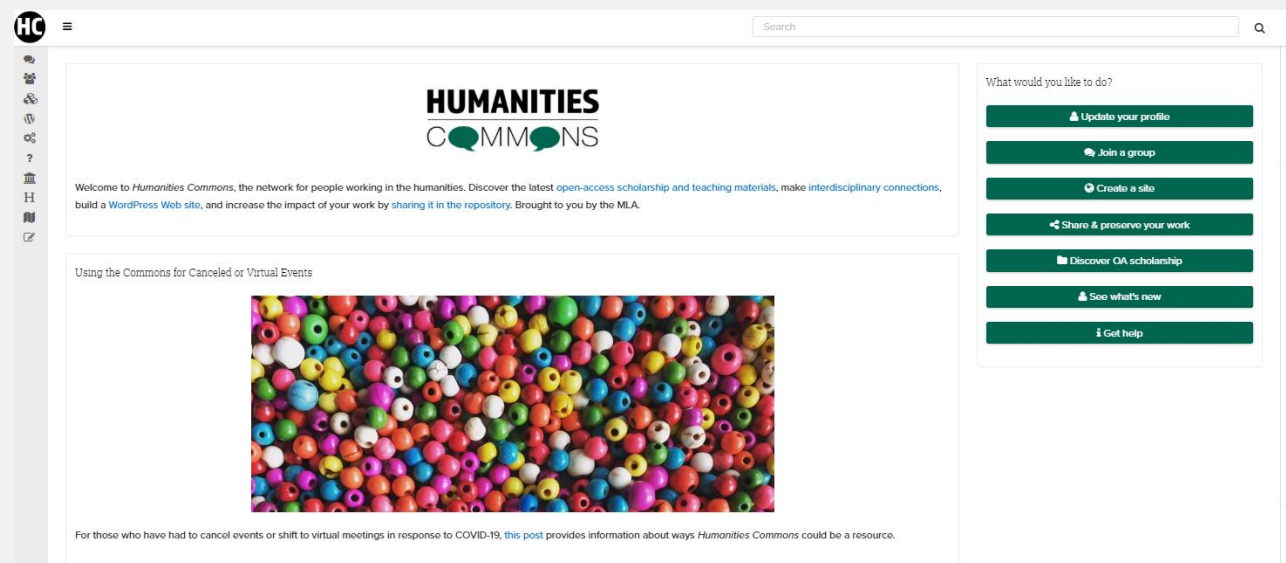 HC
Search
HUMANITIES
COMMONS
Welcome to Humanities Commons, the network for people working in the humanities. Discover the latest open-access scholarship and teaching materials, make interdisciplinary connections,
build a WordPress Web site, and increase the impact of your work by sharing it in the repository. Brought to you by the MLA.
Using the Commons for Canceled or Virtual Events
For those who have had to cancel events or shift to virtual meetings in response to COVID-19, this post provides information about ways Humanities Commons could be a resource.
What would you like to do?
Update your profile
Join a group
Create a site
Share & preserve your work
Discover OA scholarship
See what's new
Get help